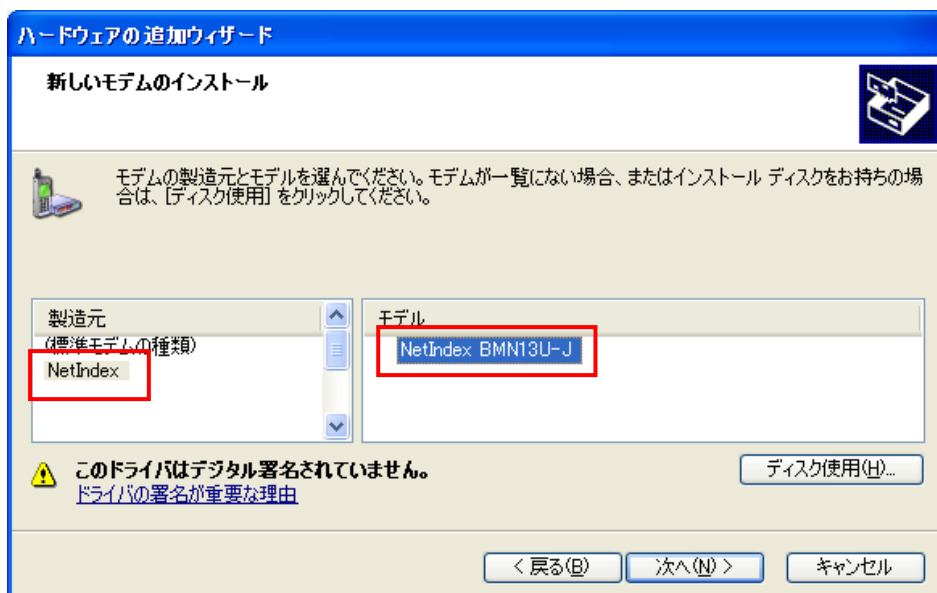 ハードウェアの追加ウィザード
新しいモデムのインストール
モデムの製造元とモデルを選んでください。モデムが一覧にない場合、またはインストール ディスクをお持ちの場
合は、[ディスク使用] をクリックしてください。
製造元
(標準モデムの種類)
NetIndex
モデル
NetIndex BMN13U-J
このドライバはデジタル署名されていません。
ドライバの署名が重要な理由
ディスク使用(H)...
< 戻る(B)
次へ(N) >
キャンセル